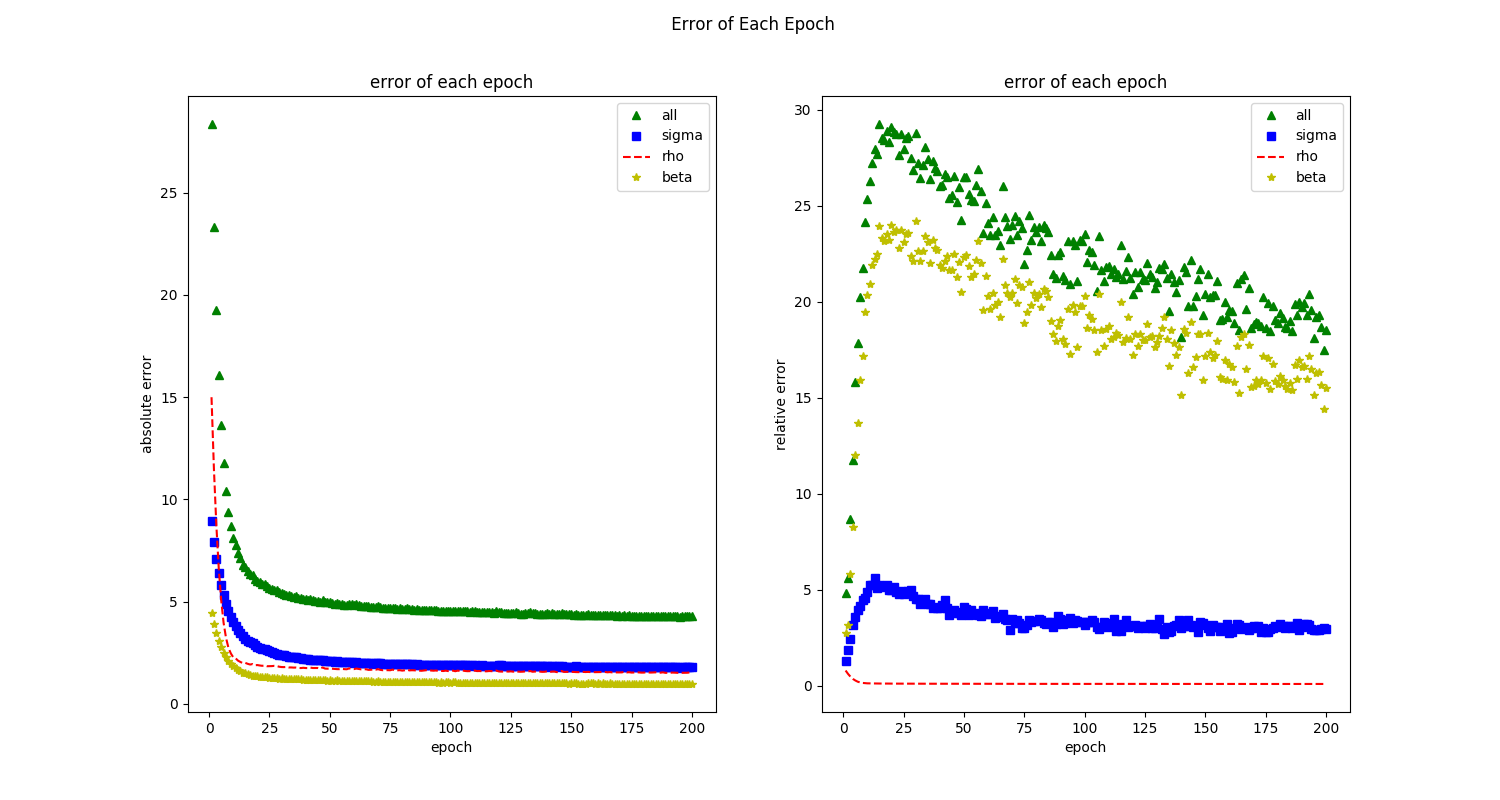 Error of Each Epoch
error of each epoch
all
sigma
rho
beta
25
20
15
10
5
0
absolute error
0 25 50 75 100 125 150 175 200
epoch
error of each epoch
all
sigma
rho
beta
30
25
20
15
10
5
0
relative error
0 25 50 75 100 125 150 175 200
epoch